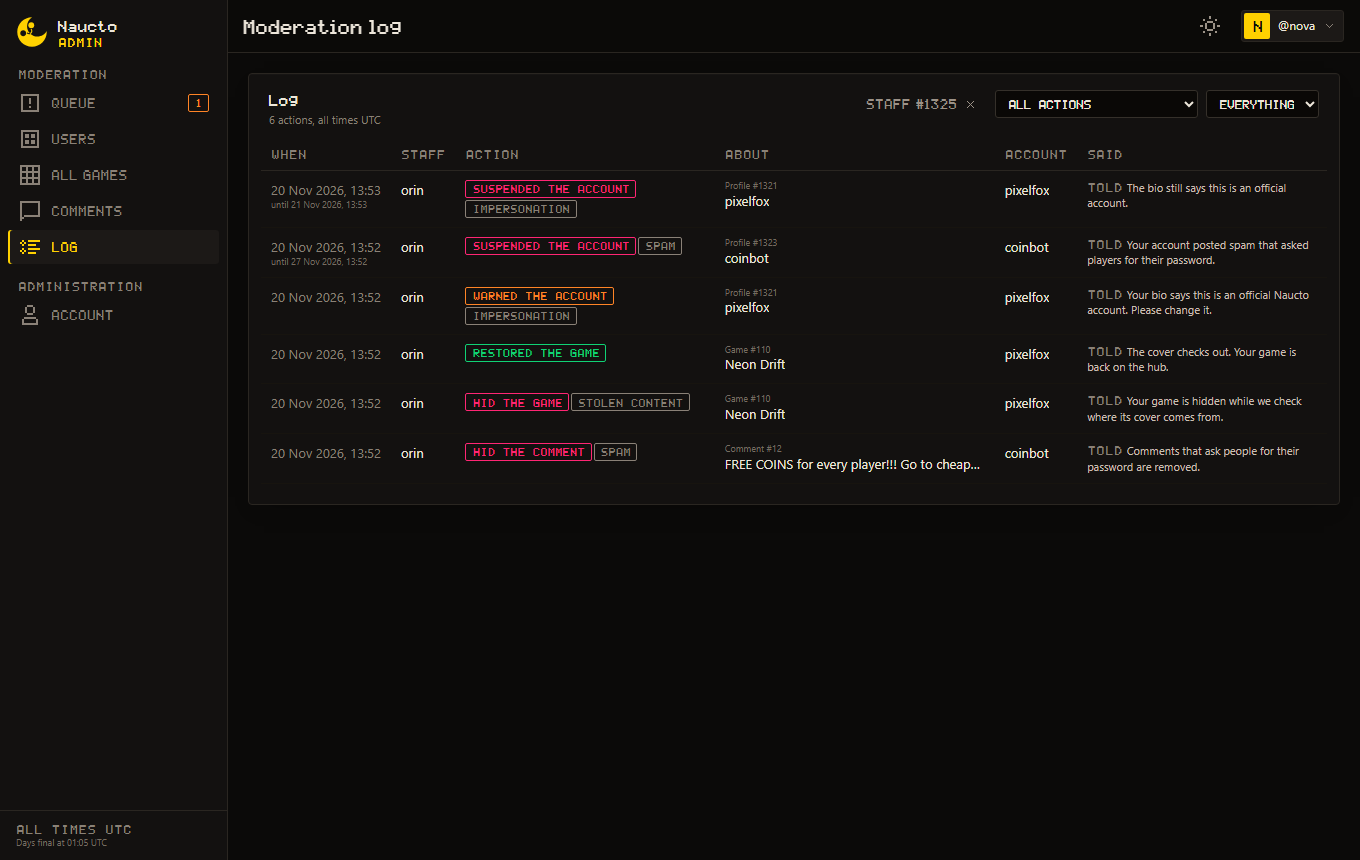 Naucto
ADMIN
Moderation log
N @nova
MODERATION
QUEUE 1
USERS
ALL GAMES
COMMENTS
LOG
ADMINISTRATION
ACCOUNT
Log
6 actions, all times UTC
STAFF #1325 × ALL ACTIONS EVERYTHING
WHEN STAFF ACTION ABOUT ACCOUNT SAID
20 Nov 2026, 13:53
until 21 Nov 2026, 13:53
orin
SUSPENDED THE ACCOUNT
IMPERSONATION
Profile #1321
pixelfox
pixelfox
TOLD The bio still says this is an official
account.
20 Nov 2026, 13:52
until 27 Nov 2026, 13:52
orin
SUSPENDED THE ACCOUNT SPAM
Profile #1323
coinbot
coinbot
TOLD Your account posted spam that asked
players for their password.
20 Nov 2026, 13:52
orin
WARNED THE ACCOUNT
IMPERSONATION
Profile #1321
pixelfox
pixelfox
TOLD Your bio says this is an official Naucto
account. Please change it.
20 Nov 2026, 13:52
orin
RESTORED THE GAME
Game #110
Neon Drift
pixelfox
TOLD The cover checks out. Your game is
back on the hub.
20 Nov 2026, 13:52
orin
HID THE GAME STOLEN CONTENT
Game #110
Neon Drift
pixelfox
TOLD Your game is hidden while we check
where its cover comes from.
20 Nov 2026, 13:52
orin
HID THE COMMENT SPAM
Comment #12
FREE COINS for every player!!! Go to cheap...
coinbot
TOLD Comments that ask people for their
password are removed.
ALL TIMES UTC
Days final at 01:05 UTC